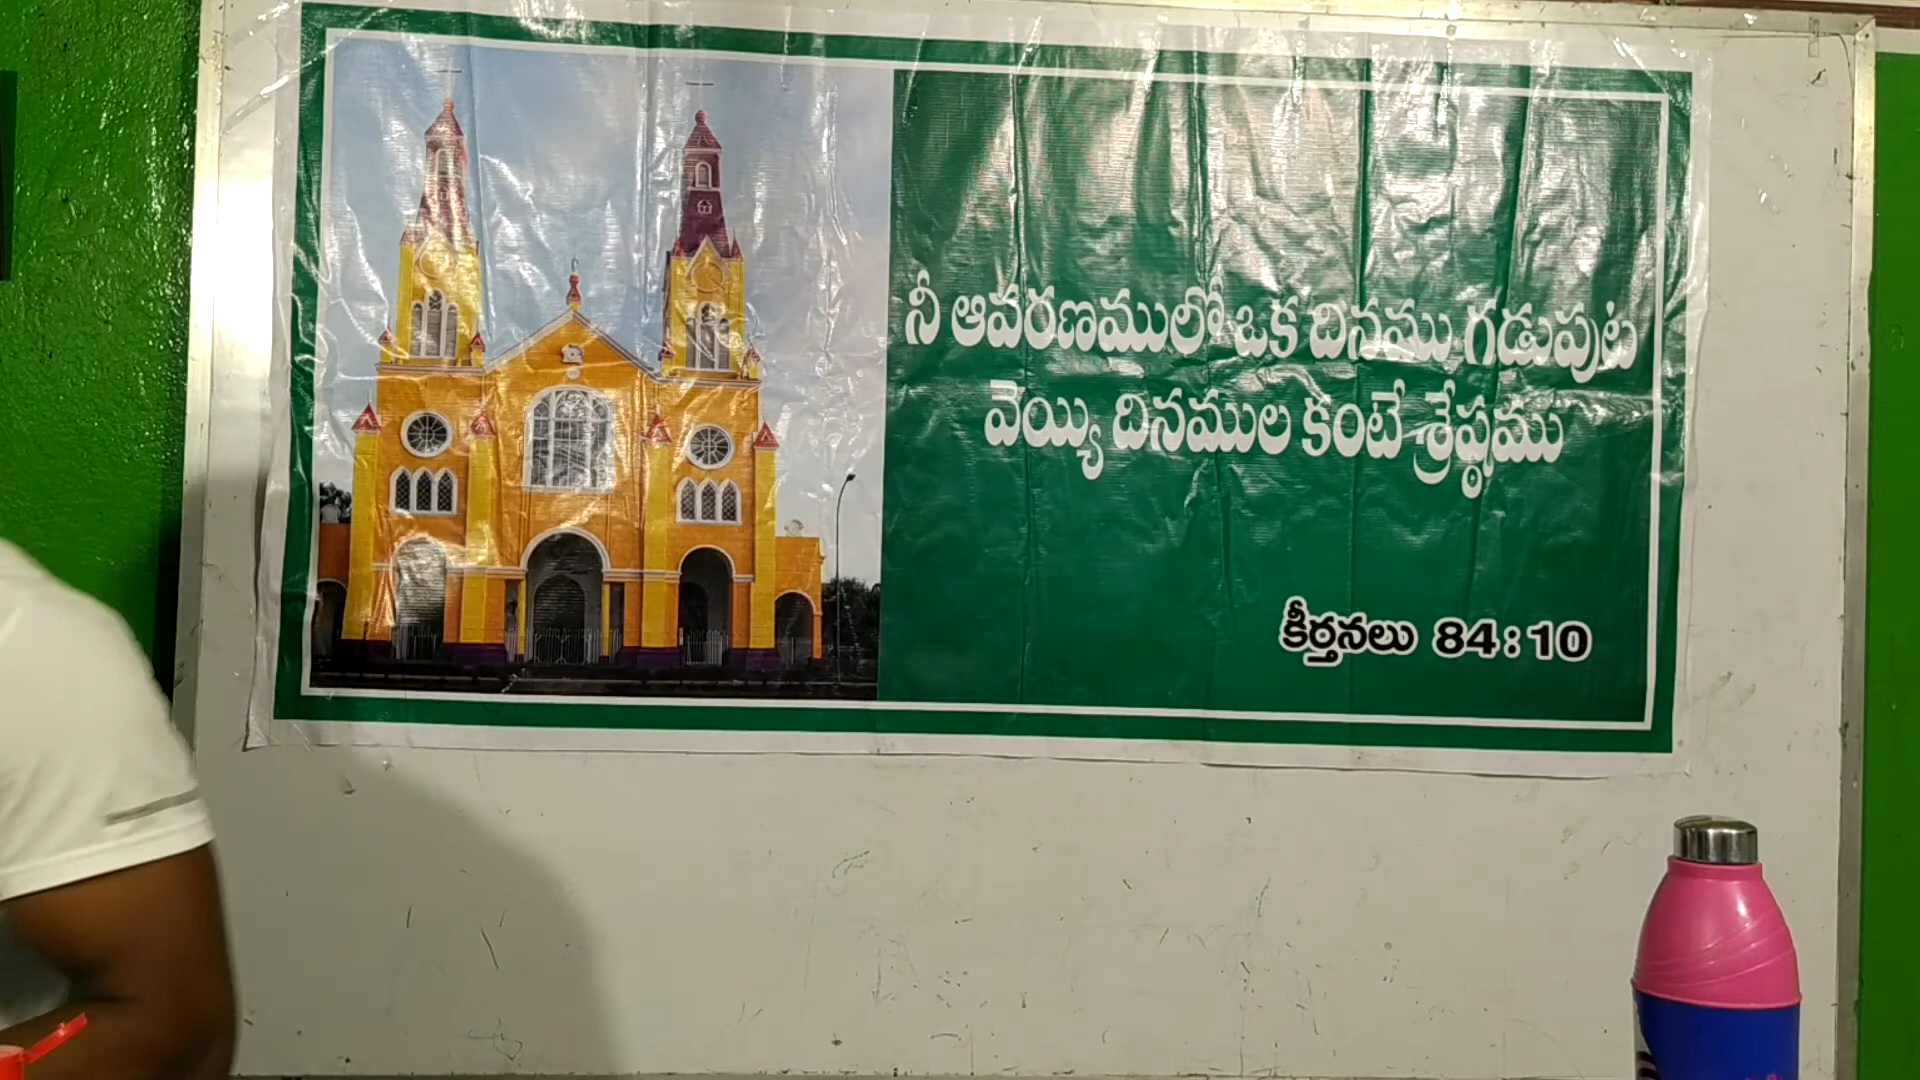 నీ ఆవరణములో ఒక దినము గడుపుట
వెయ్యి దినముల కంటే శ్రేష్ఠము
కీర్తనలు 84:10